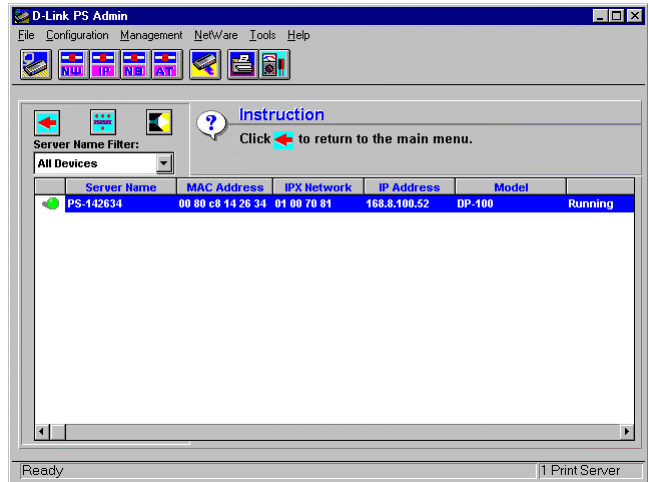 D-Link PS Admin
File Configuration Management NetWare Tools Help
NW IP NB AT
?
Instruction
Click to return to the main menu.
Server Name Filter:
All Devices
Server Name MAC Address IPX Network IP Address Model
PS-142634 00 80 c8 14 26 34 01 00 70 81 168.8.100.52 DP-100 Running
Ready 1 Print Server